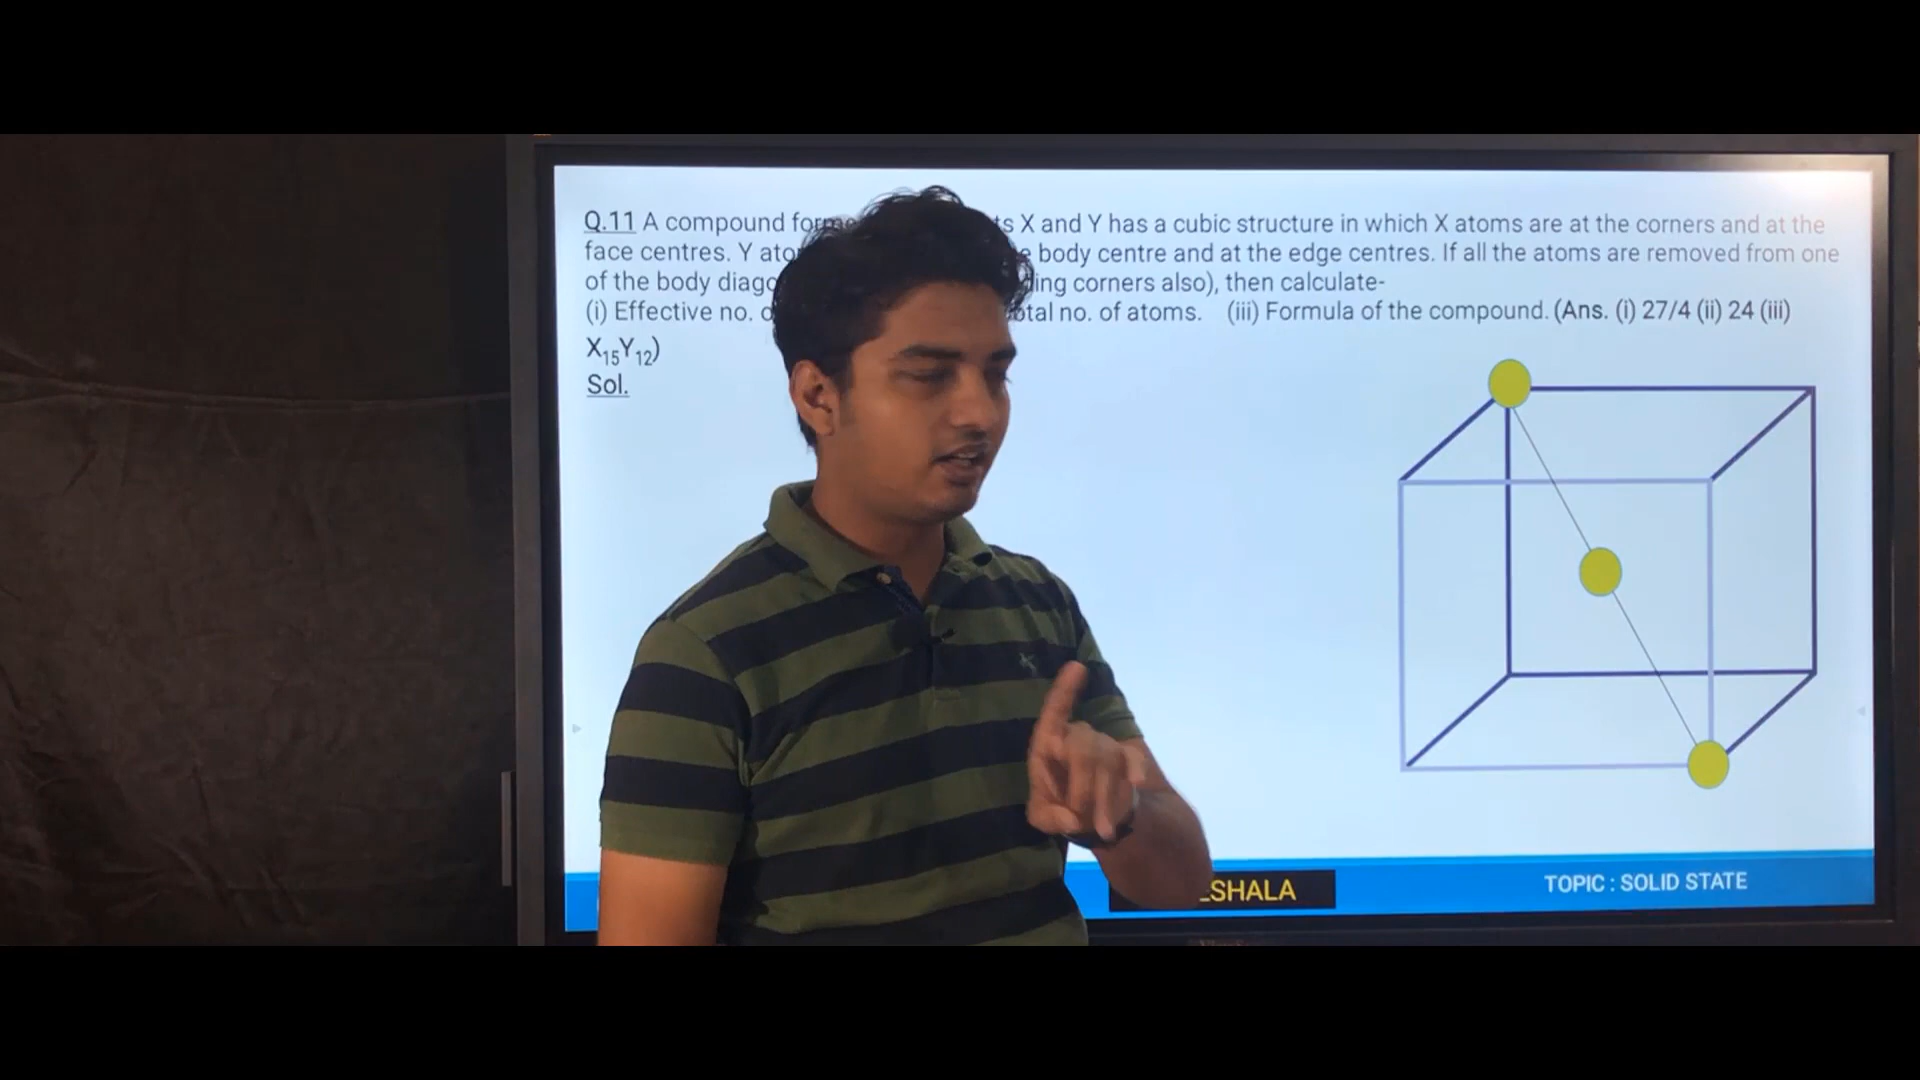 Q.11 A compound forme ts X and Y has a cubic structure in which X atoms are at the corners and at the
face centres. Y ato body centre and at the edge centres. If all the atoms are removed from one
of the body diago ding corners also), then calculate-
(i) Effective no. o otal no. of atoms. (iii) Formula of the compound. (Ans. (i) 27/4 (ii) 24 (iii)
X₁₅Y₁₂)
Sol.
SHALA
TOPIC : SOLID STATE